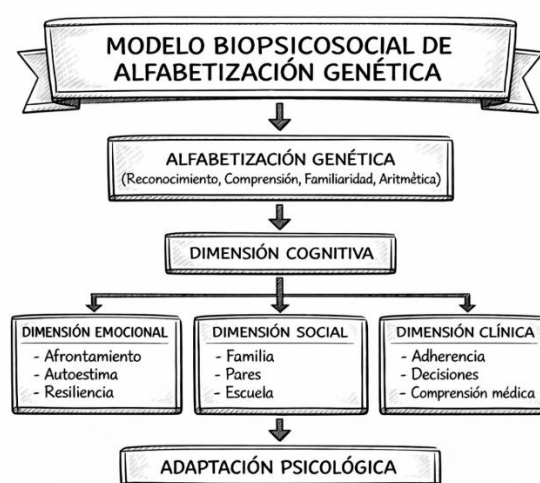 MODELO BIOPSICOSOCIAL DE
ALFABETIZACIÓN GENÉTICA
ALFABETIZACIÓN GENÉTICA
(Reconocimiento, Comprensión, Familiaridad, Aritmètica)
DIMENSIÓN COGNITIVA
DIMENSIÓN EMOCIONAL
- Afrontamiento
- Autoestima
- Resiliencia
DIMENSIÓN SOCIAL
- Familia
- Pares
- Escuela
DIMENSIÓN CLÍNICA
- Adherencia
- Decisiones
- Comprensión médica
ADAPTACIÓN PSICOLÓGICA